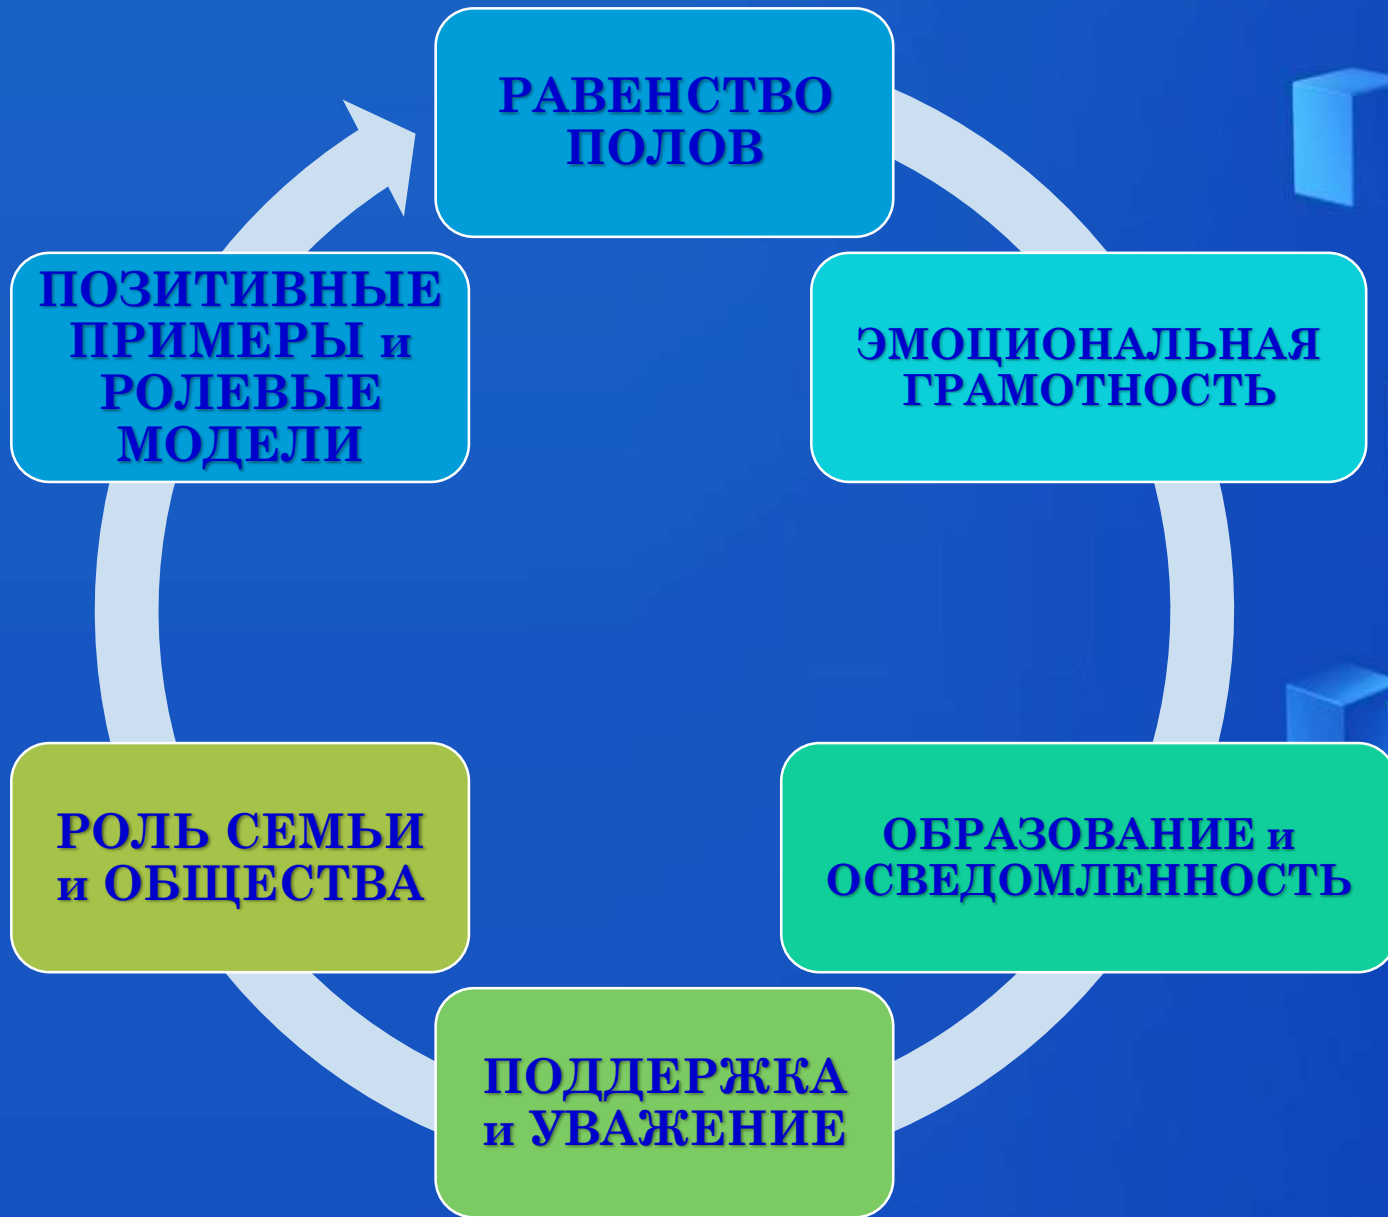 РАВЕНСТВО
ПОЛОВ
ЭМОЦИОНАЛЬНАЯ
ГРАМОТНОСТЬ
ОБРАЗОВАНИЕ и
ОСВЕДОМЛЕННОСТЬ
ПОДДЕРЖКА
и УВАЖЕНИЕ
РОЛЬ СЕМЬИ
и ОБЩЕСТВА
ПОЗИТИВНЫЕ
ПРИМЕРЫ и
РОЛЕВЫЕ
МОДЕЛИ